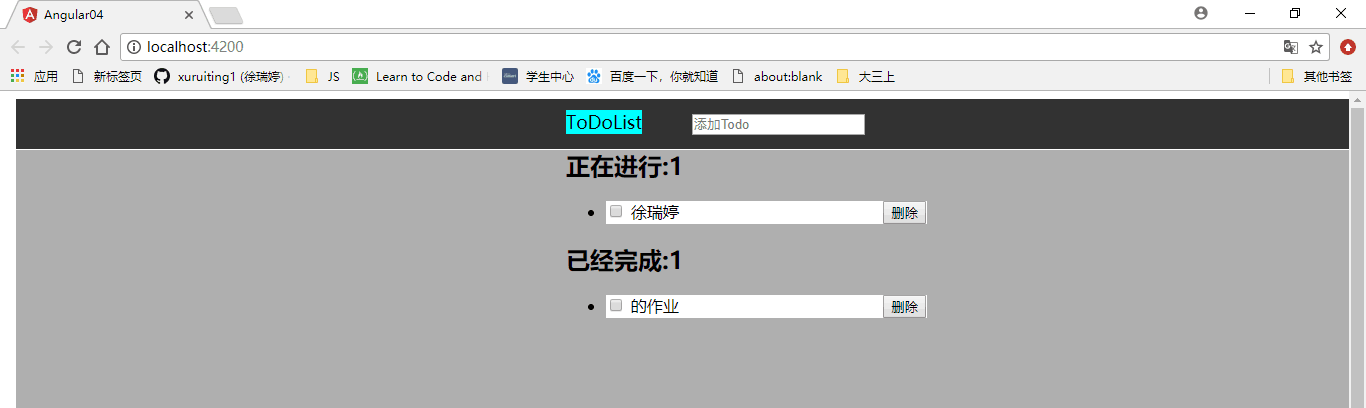 Angular04
localhost:4200
应用 新标签页 xuruiting1 (徐瑞婷) JS Learn to Code and 学生中心 百度一下，你就知道 about:blank 大三上 其他书签
ToDoList 添加Todo
正在进行:1
徐瑞婷 删除
已经完成:1
的作业 删除